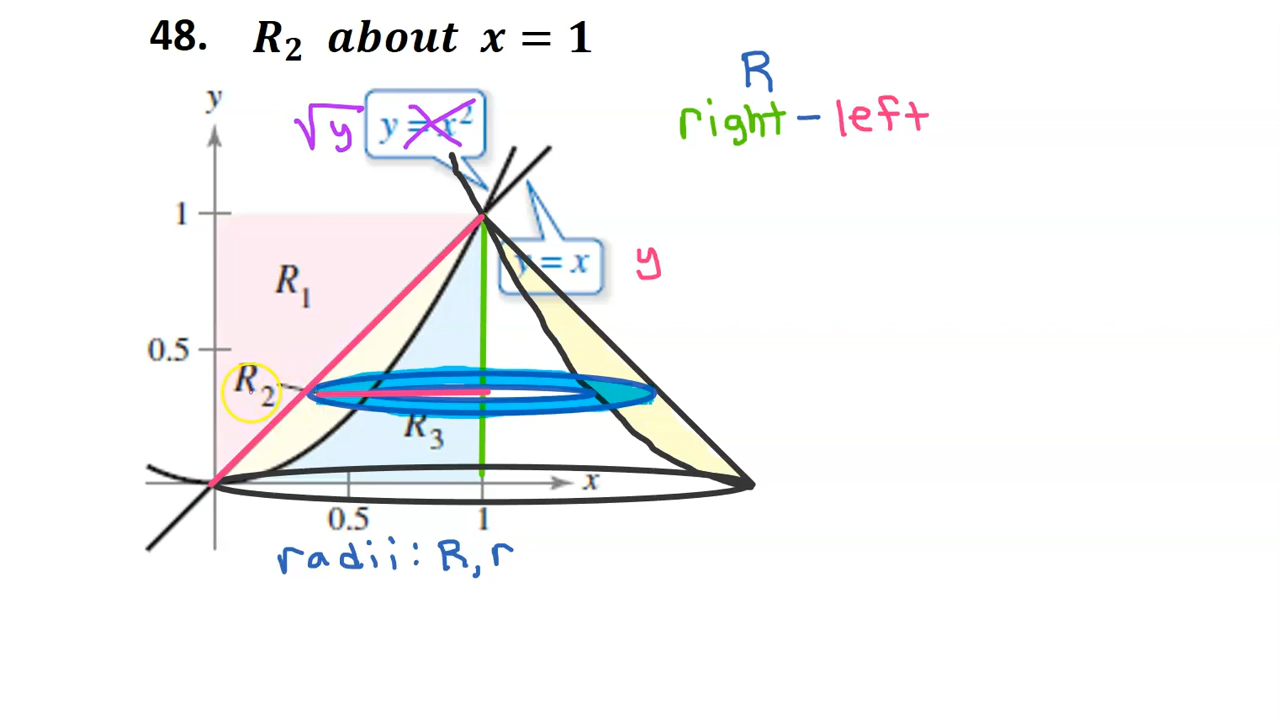 48. R₂ about x = 1
R
right - left
y
√y
y = x²
1
y = x
y
R₁
0.5
R₂
R₃
x
0.5
1
radii: R, r